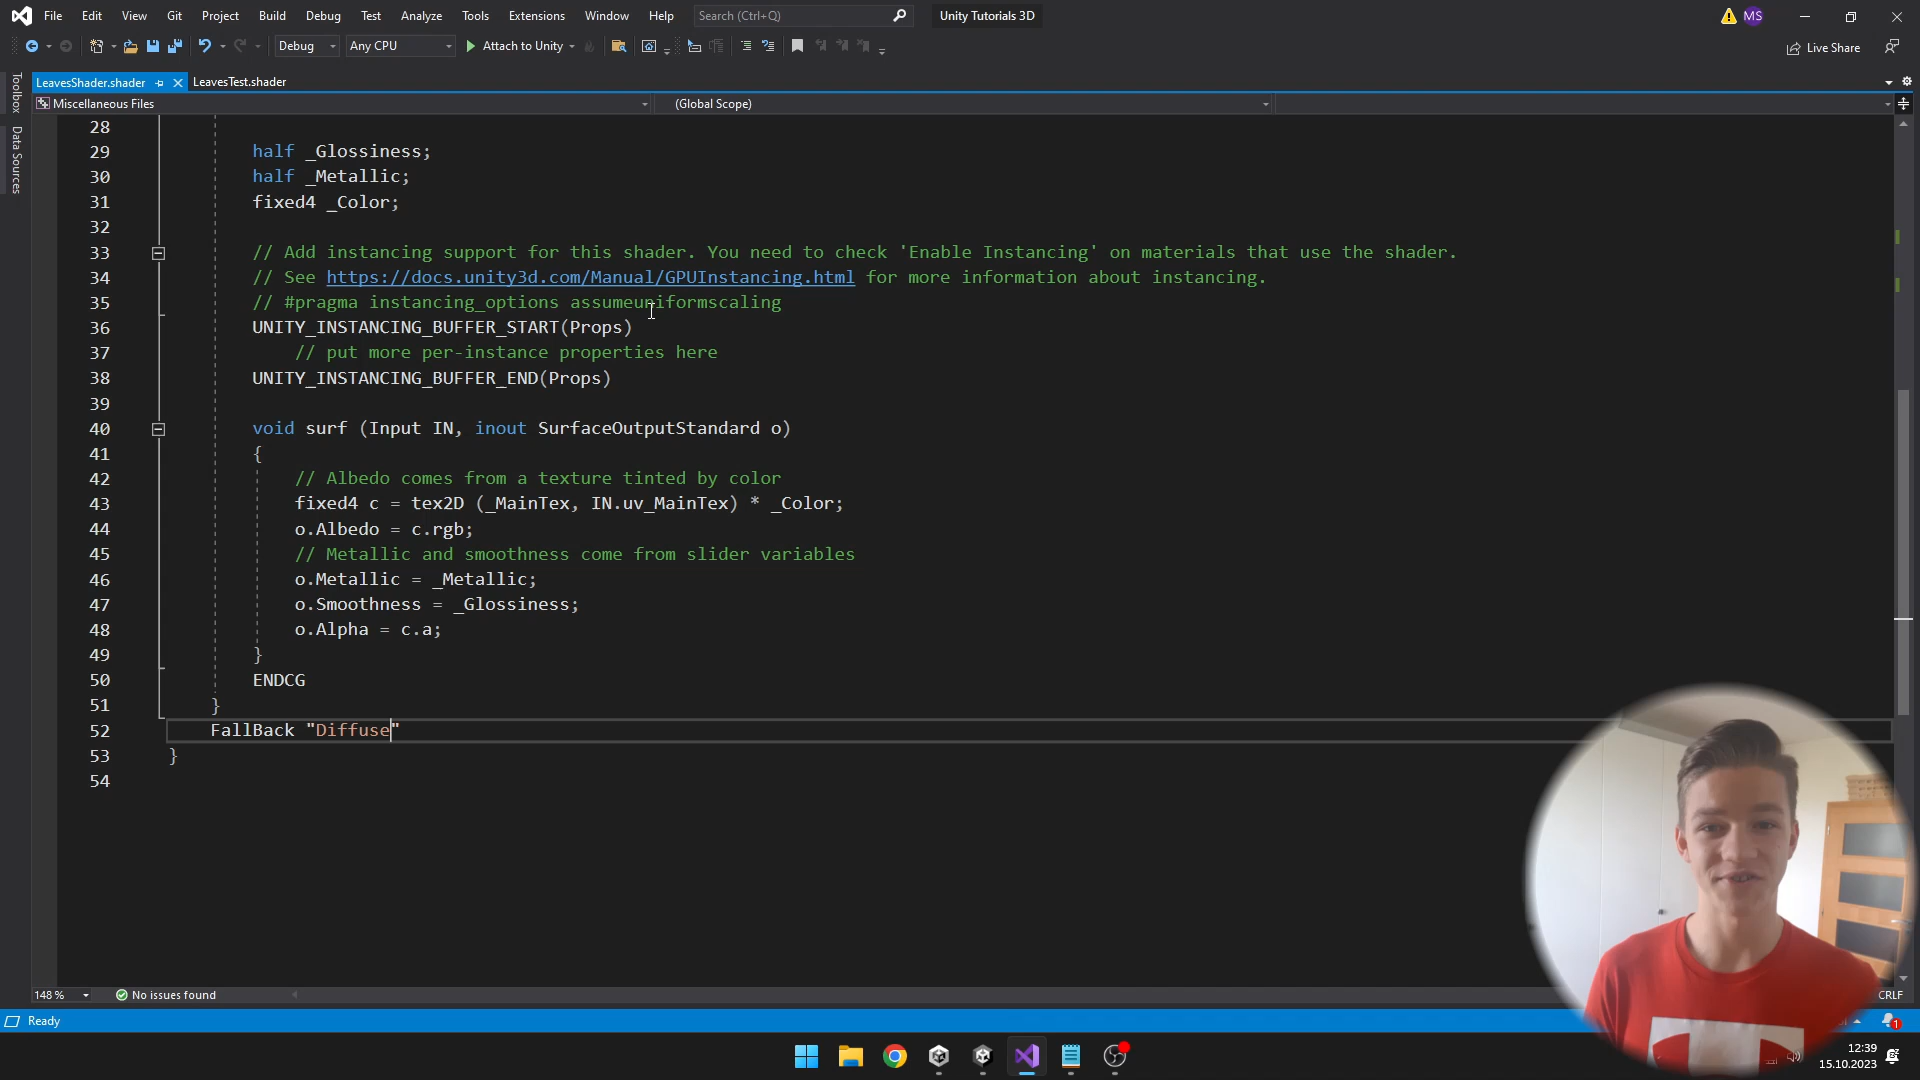 File Edit View Git Project Build Debug Test Analyze Tools Extensions Window Help Search (Ctrl+Q) Unity Tutorials 3D MS
Debug Any CPU Attach to Unity Live Share
LeavesShader.shader LeavesTest.shader
Miscellaneous Files (Global Scope)
Toolbox
Data Sources
28
29 half _Glossiness;
30 half _Metallic;
31 fixed4 _Color;
32
33 // Add instancing support for this shader. You need to check 'Enable Instancing' on materials that use the shader.
34 // See https://docs.unity3d.com/Manual/GPUInstancing.html for more information about instancing.
35 // #pragma instancing_options assumeuniformscaling
36 UNITY_INSTANCING_BUFFER_START(Props)
37 // put more per-instance properties here
38 UNITY_INSTANCING_BUFFER_END(Props)
39
40 void surf (Input IN, inout SurfaceOutputStandard o)
41 {
42 // Albedo comes from a texture tinted by color
43 fixed4 c = tex2D (_MainTex, IN.uv_MainTex) * _Color;
44 o.Albedo = c.rgb;
45 // Metallic and smoothness come from slider variables
46 o.Metallic = _Metallic;
47 o.Smoothness = _Glossiness;
48 o.Alpha = c.a;
49 }
50 ENDCG
51 }
52 FallBack "Diffuse"
53 }
54
148 % No issues found CRLF
Ready 1
12:39
15.10.2023